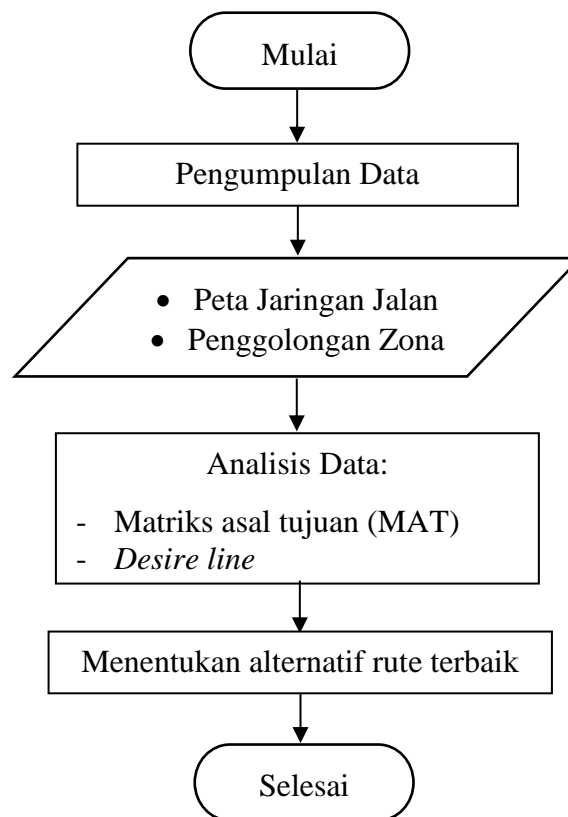 Mulai
Pengumpulan Data
• Peta Jaringan Jalan
• Penggolongan Zona
Analisis Data:
- Matriks asal tujuan (MAT)
- Desire line
Menentukan alternatif rute terbaik
Selesai